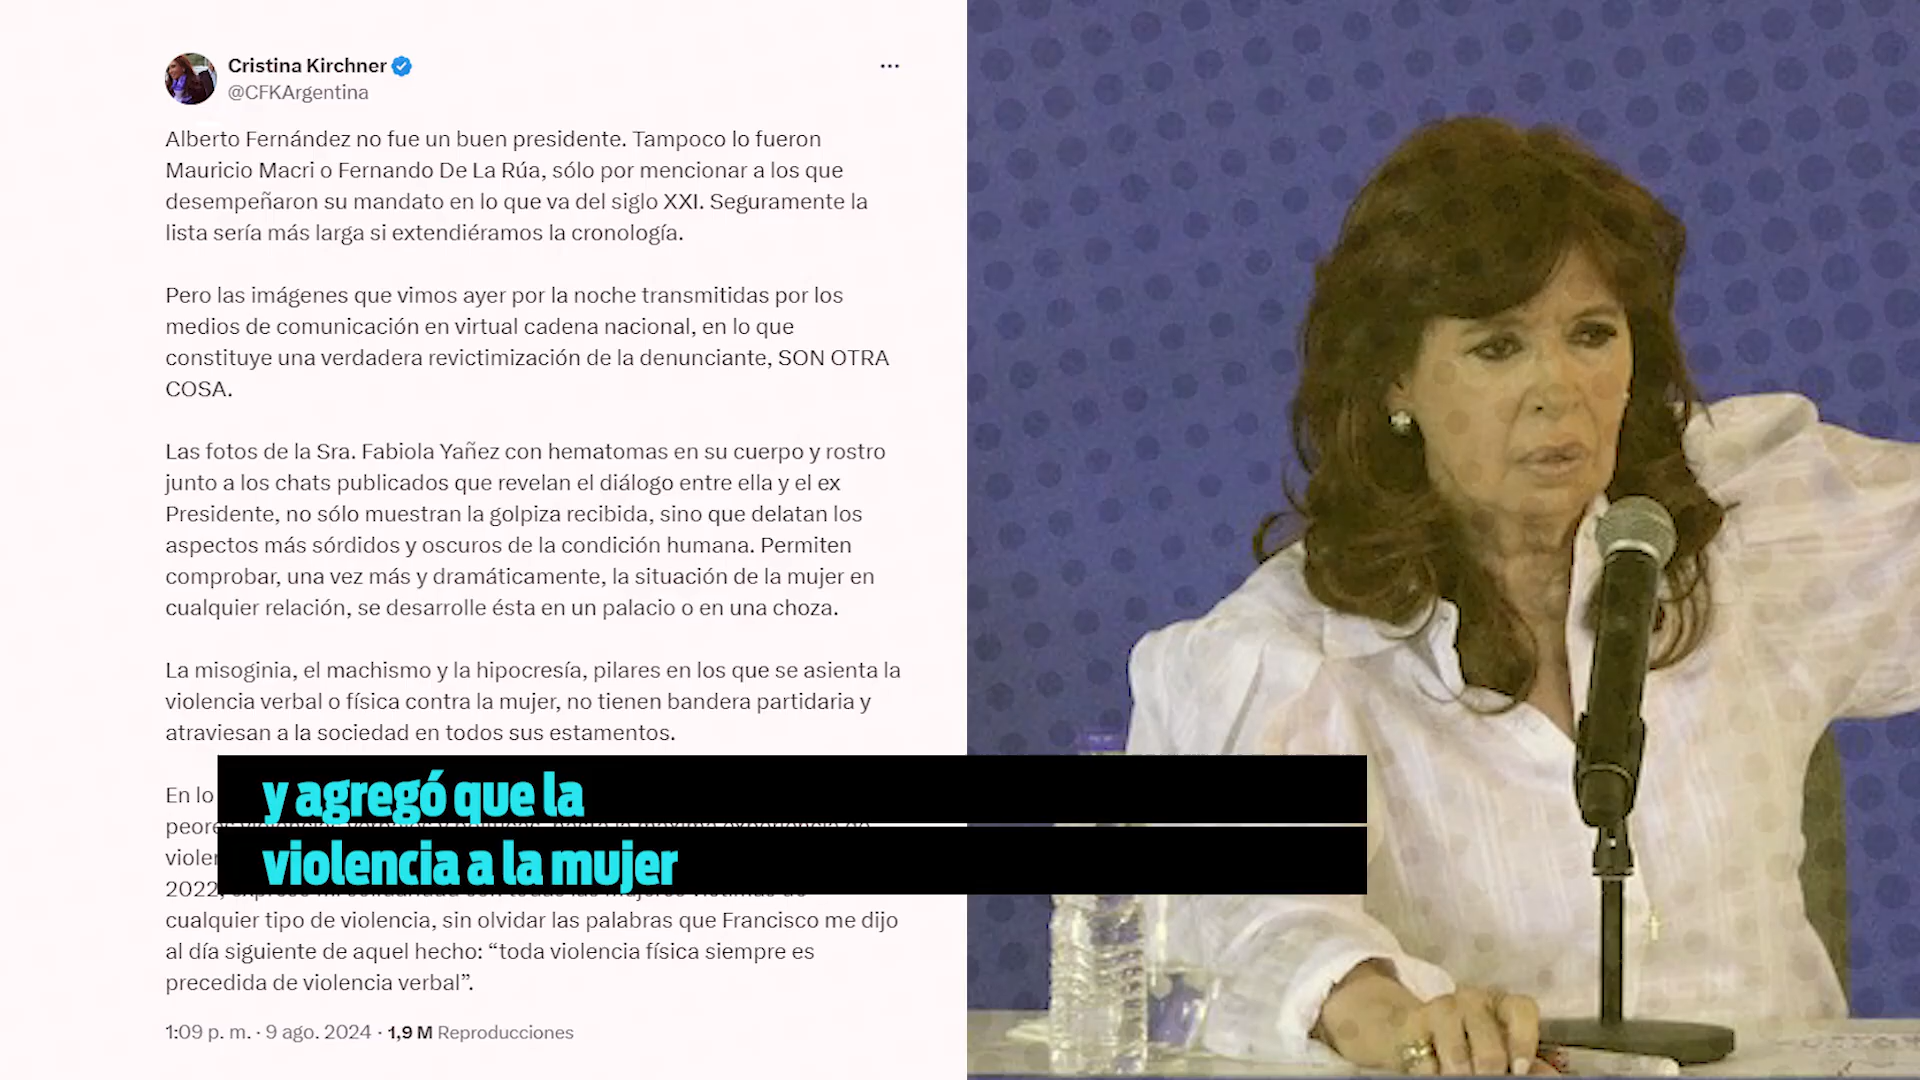 Cristina Kirchner
@CFKArgentina
Alberto Fernández no fue un buen presidente. Tampoco lo fueron
Mauricio Macri o Fernando De La Rúa, sólo por mencionar a los que
desempeñaron su mandato en lo que va del siglo XXI. Seguramente la
lista sería más larga si extendiéramos la cronología.
Pero las imágenes que vimos ayer por la noche transmitidas por los
medios de comunicación en virtual cadena nacional, en lo que
constituye una verdadera revictimización de la denunciante, SON OTRA
COSA.
Las fotos de la Sra. Fabiola Yañez con hematomas en su cuerpo y rostro
junto a los chats publicados que revelan el diálogo entre ella y el ex
Presidente, no sólo muestran la golpiza recibida, sino que delatan los
aspectos más sórdidos y oscuros de la condición humana. Permiten
comprobar, una vez más y dramáticamente, la situación de la mujer en
cualquier relación, se desarrolle ésta en un palacio o en una choza.
La misoginia, el machismo y la hipocresía, pilares en los que se asienta la
violencia verbal o física contra la mujer, no tienen bandera partidaria y
atraviesan a la sociedad en todos sus estamentos.
En lo
2022,
cualquier tipo de violencia, sin olvidar las palabras que Francisco me dijo
al día siguiente de aquel hecho: “toda violencia física siempre es
precedida de violencia verbal”.
1:09 p. m. · 9 ago. 2024 · 1,9 M Reproducciones
y agregó que la
violencia a la mujer